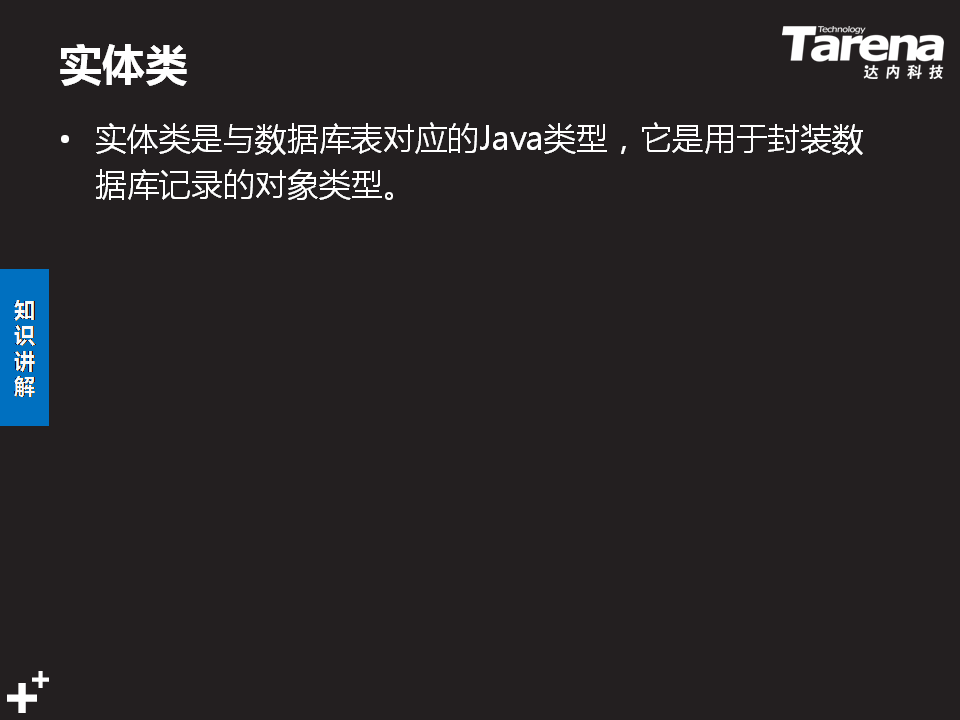 实体类
Technology
Tarena
达内科技
• 实体类是与数据库表对应的Java类型，它是用于封装数
据库记录的对象类型。
知
识
讲
解